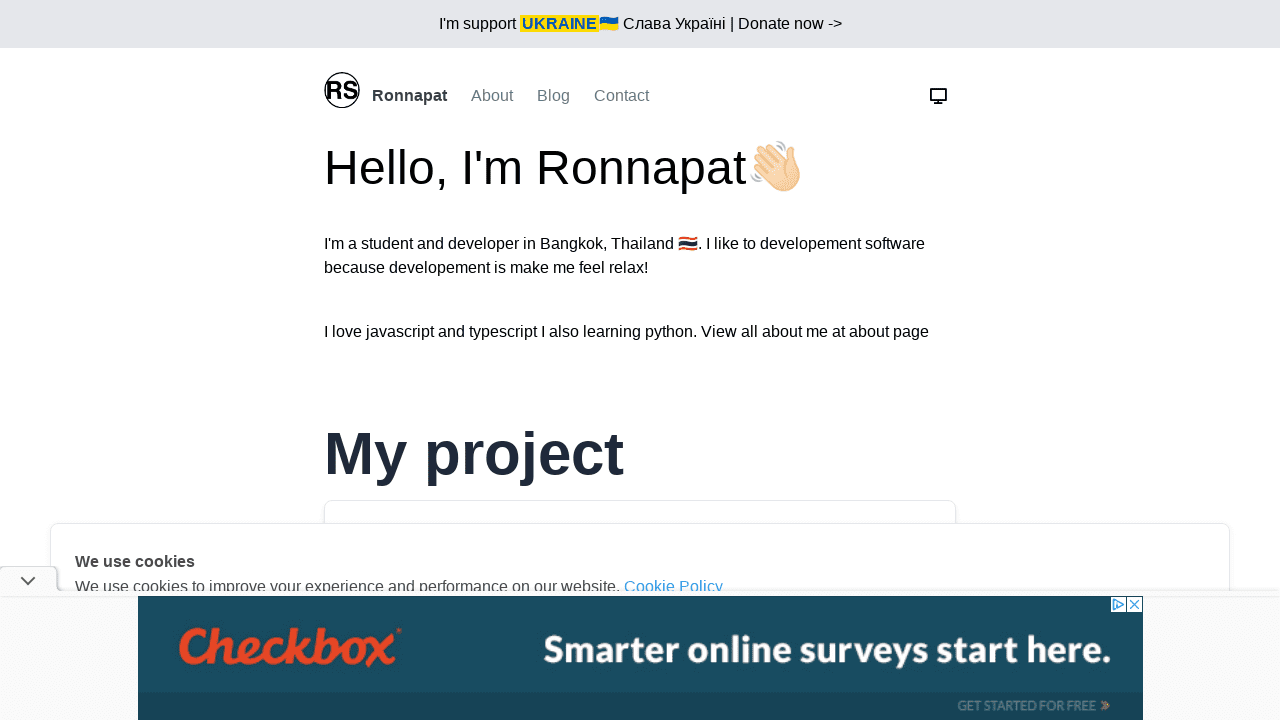 I'm support UKRAINE🇺🇦 Слава Україні | Donate now ->
RS Ronnapat About Blog Contact
Hello, I'm Ronnapat👋🏻
I'm a student and developer in Bangkok, Thailand 🇹🇭. I like to developement software
because developement is make me feel relax!
I love javascript and typescript I also learning python. View all about me at about page
My project
We use cookies
We use cookies to improve your experience and performance on our website. Cookie Policy
Checkbox
Smarter online surveys start here.
GET STARTED FOR FREE »